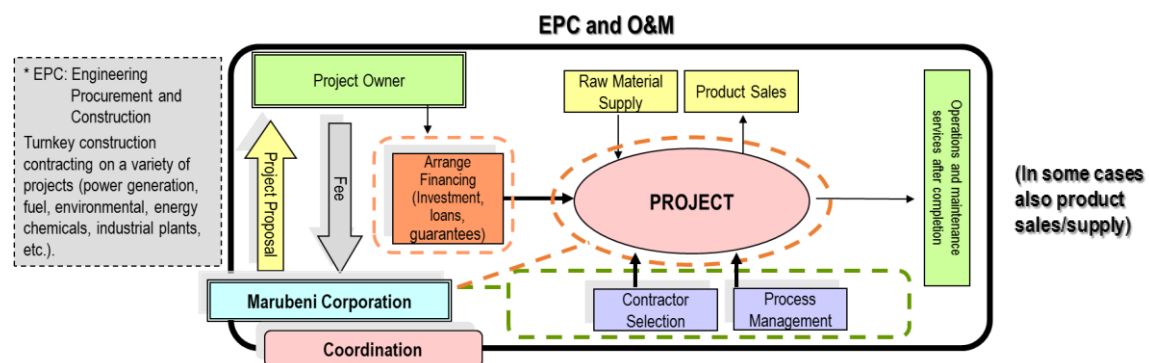 EPC and O&M
* EPC: Engineering
Procurement and
Construction
Turnkey construction
contracting on a variety of
projects (power generation,
fuel, environmental, energy
chemicals, industrial plants,
etc.).
Project Owner
Raw Material
Supply
Product Sales
Project Proposal
Fee
Arrange
Financing
(Investment,
loans,
guarantees)
PROJECT
Operations and maintenance
services after completion
(In some cases
also product
sales/supply)
Marubeni Corporation
Contractor
Selection
Process
Management
Coordination